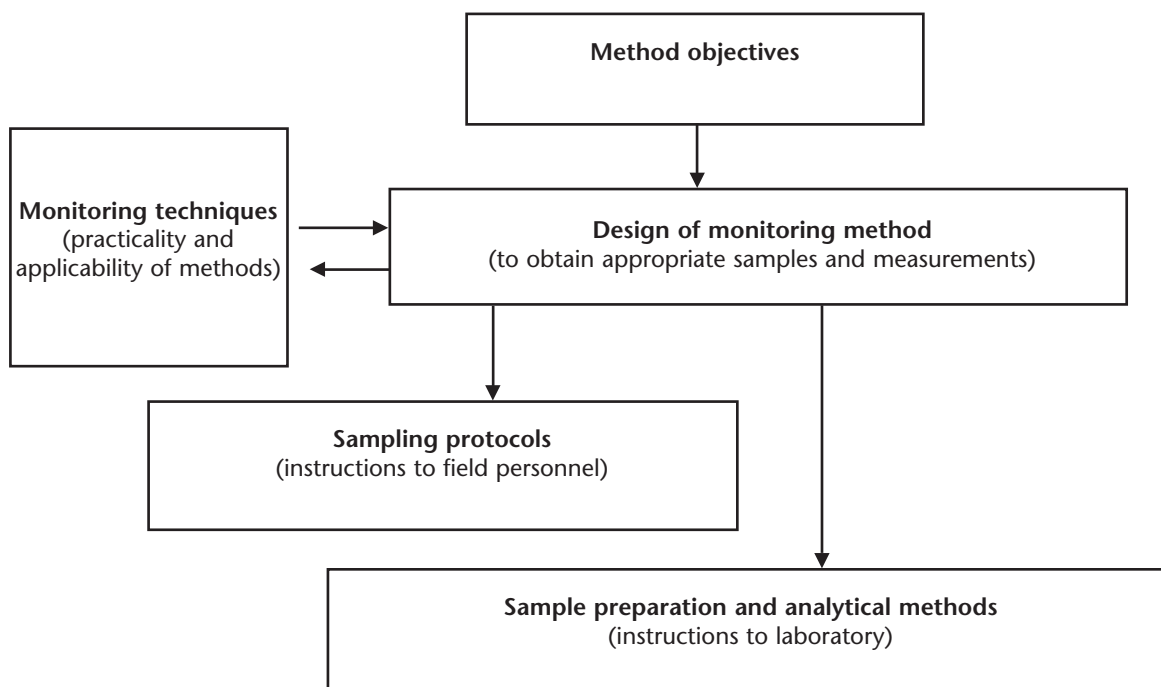 Method objectives
Monitoring techniques
(practicality and
applicability of methods)
Design of monitoring method
(to obtain appropriate samples and measurements)
Sampling protocols
(instructions to field personnel)
Sample preparation and analytical methods
(instructions to laboratory)